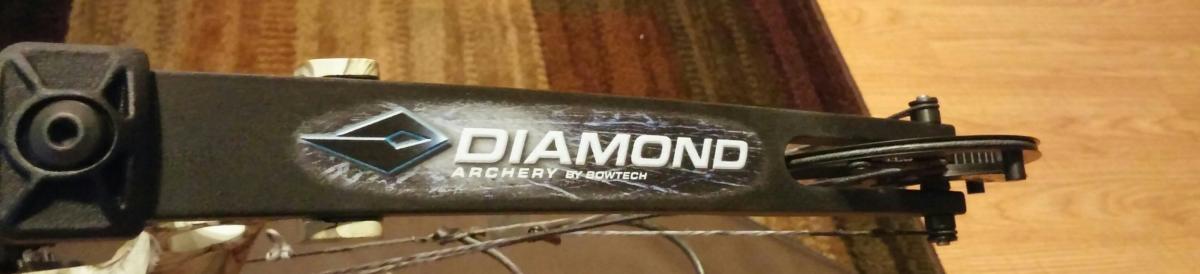 DIAMOND
ARCHERY BY BOWTECH